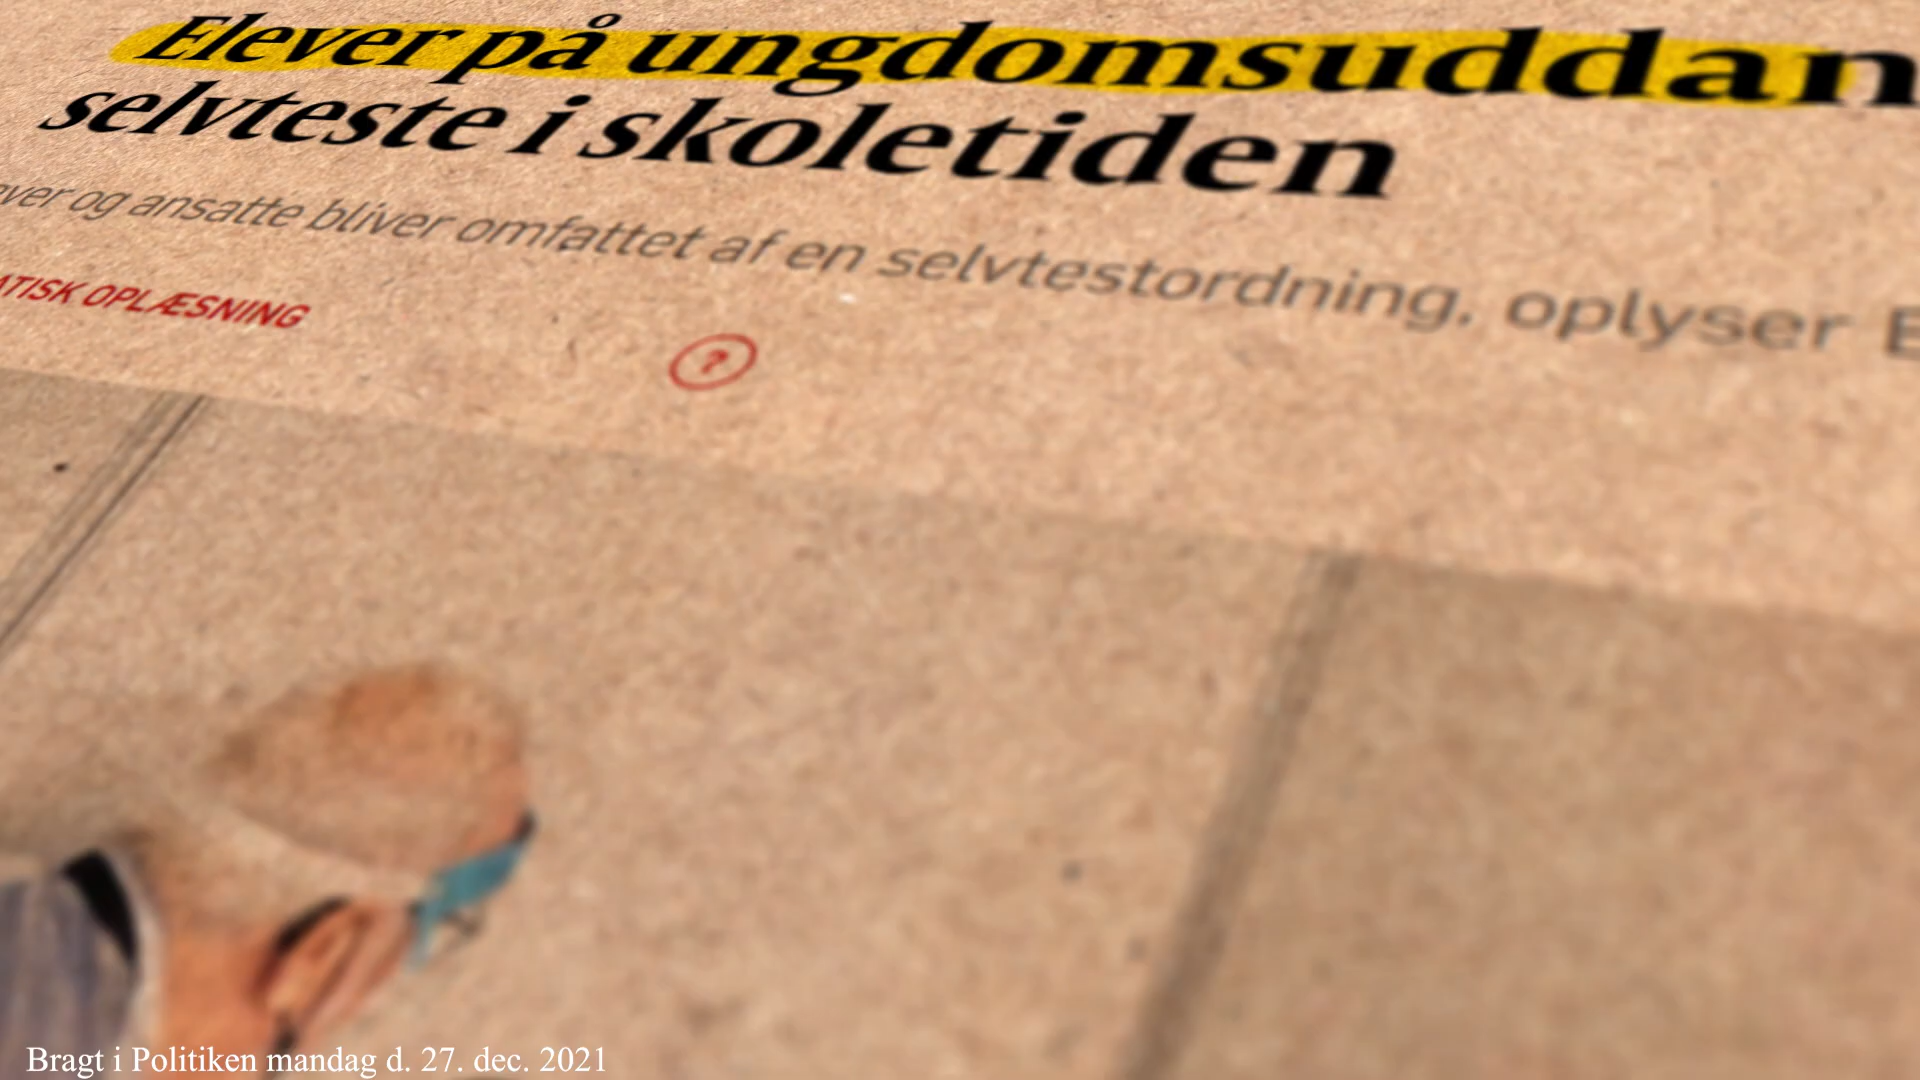 Elever på ungdomsuddan
selvteste i skoletiden
ver og ansatte bliver omfattet af en selvtestordning, oplyser
ATISK OPLÆSNING
?
Bragt i Politiken mandag d. 27. dec. 2021